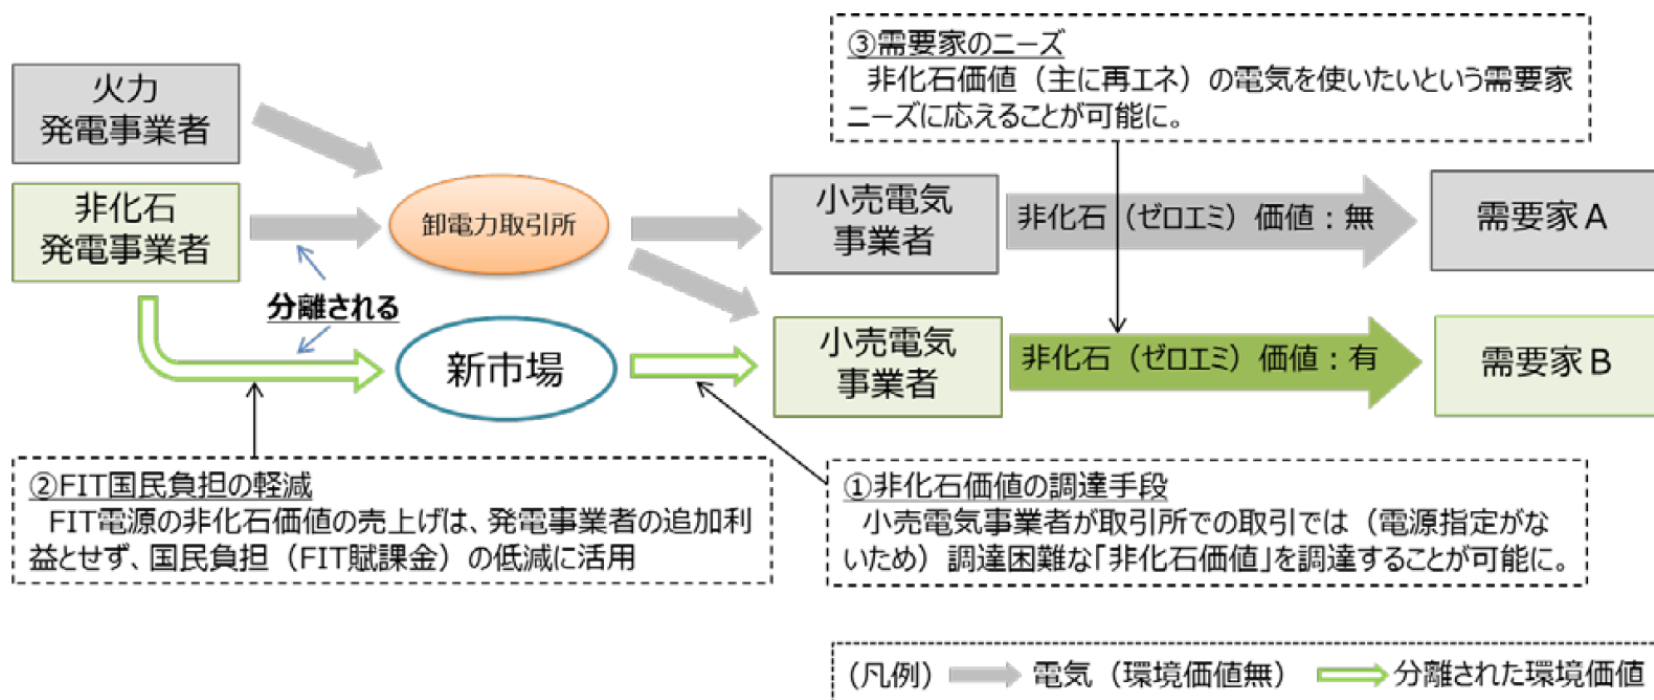 ③需要家のニーズ
非化石価値（主に再エネ）の電気を使いたいという需要家
ニーズに応えることが可能に。
火力
発電事業者
非化石
発電事業者
卸電力取引所
小売電気
事業者
非化石（ゼロエミ）価値：無
需要家A
分離される
新市場
小売電気
事業者
非化石（ゼロエミ）価値：有
需要家B
②FIT国民負担の軽減
FIT電源の非化石価値の売上げは、発電事業者の追加利
益とせず、国民負担（FIT賦課金）の低減に活用
①非化石価値の調達手段
小売電気事業者が取引所での取引では（電源指定がな
いため）調達困難な「非化石価値」を調達することが可能に。
（凡例） 電気（環境価値無） 分離された環境価値